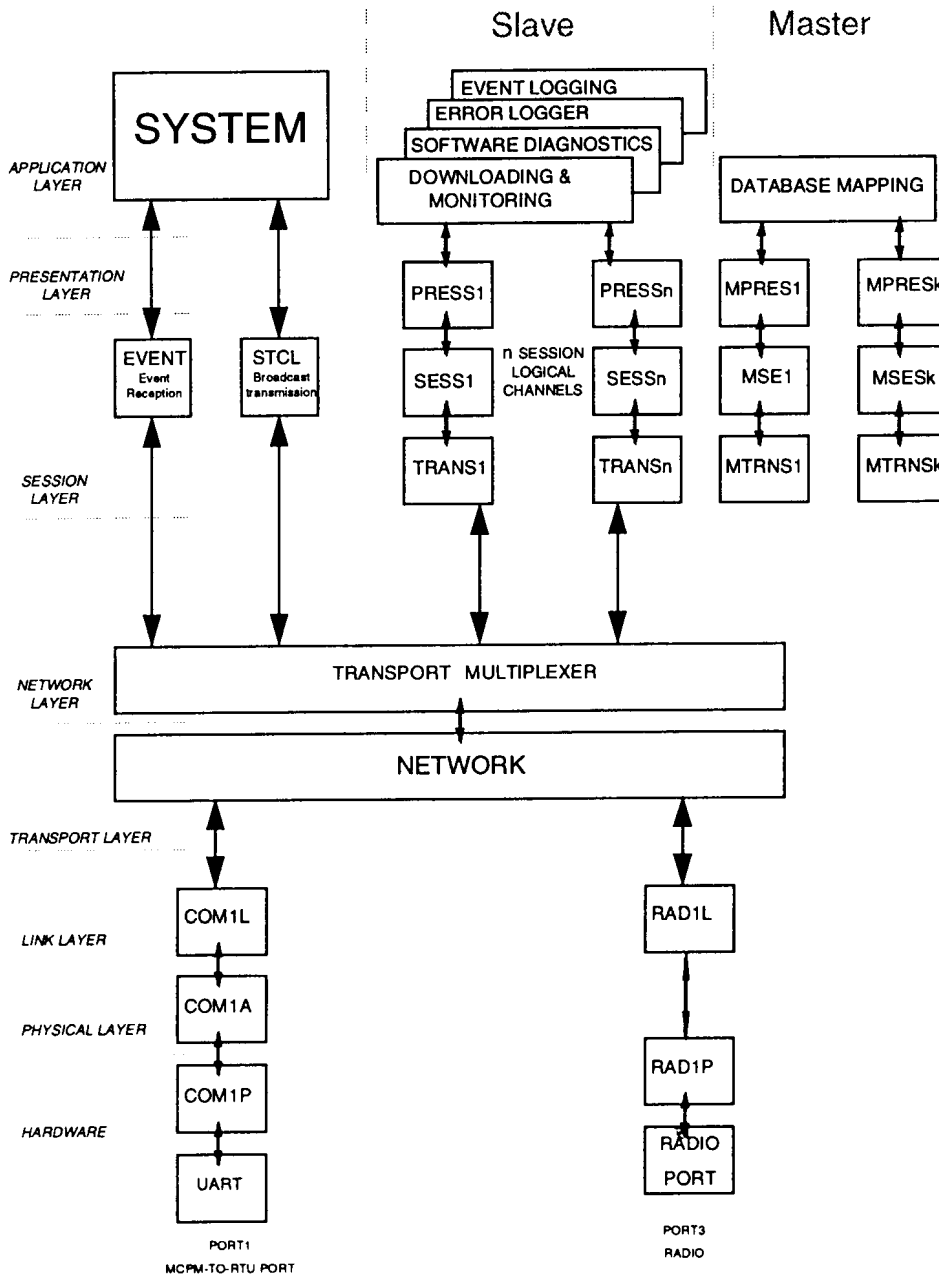 Slave
Master
SYSTEM
EVENT LOGGING
ERROR LOGGER
SOFTWARE DIAGNOSTICS
DOWNLOADING &
MONITORING
DATABASE MAPPING
APPLICATION
LAYER
PRESENTATION
LAYER
PRESS1
PRESSn
MPRES1
MPRESk
EVENT
Event
Reception
STCL
Broadcast
transmission
SESS1
n SESSION
LOGICAL
CHANNELS
SESSn
MSE1
MSESk
TRANS1
TRANSn
MTRNS1
MTRNSk
SESSION
LAYER
TRANSPORT MULTIPLEXER
NETWORK
LAYER
NETWORK
TRANSPORT LAYER
COM1L
RAD1L
LINK LAYER
COM1A
PHYSICAL LAYER
RAD1P
COM1P
HARDWARE
RADIO
PORT
UART
PORT1
MCPM-TO-RTU PORT
PORT3
RADIO